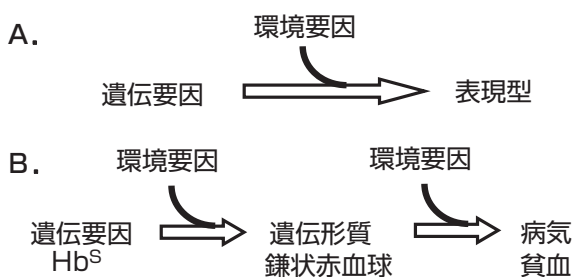 A.
環境要因
遺伝要因 表現型
B.
環境要因 環境要因
遺伝要因 遺伝形質 病気
Hbˢ 鎌状赤血球 貧血